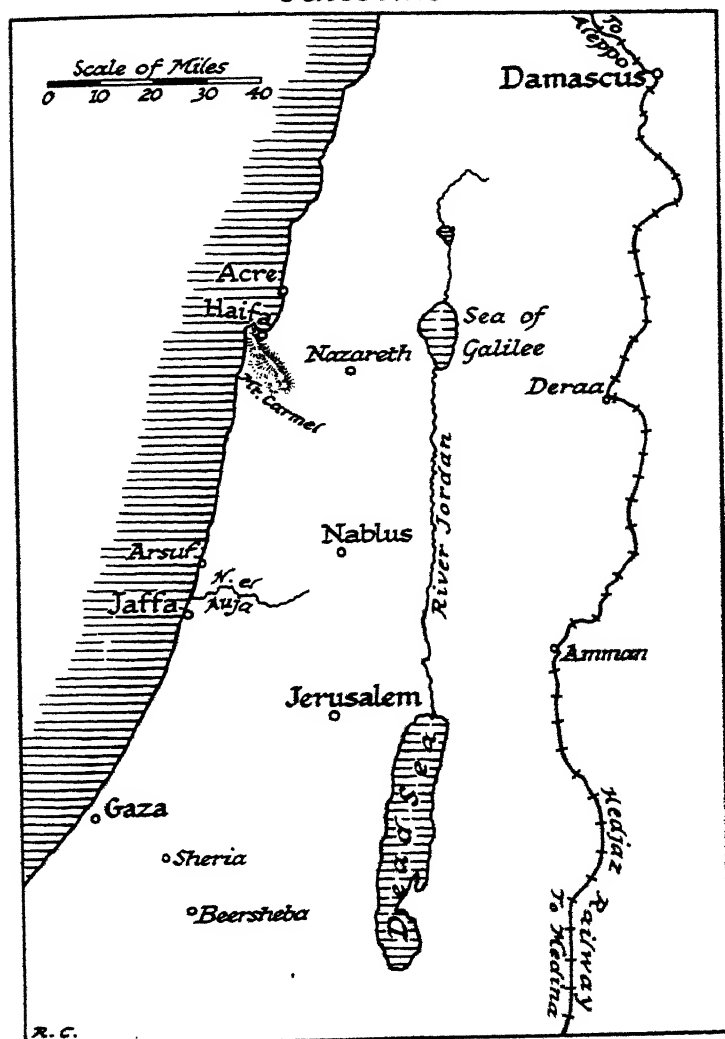 To
Aleppo
Scale of Miles
0 10 20 30 40
Damascus
Acre
Haifa
Sea of
Galilee
Nazareth
Mt. Carmel
Deraa
River Jordan
Nablus
Arsuf
N. er
Auja
Jaffa
Amman
Jerusalem
Dead Sea
Gaza
Hedjaz
Railway
Sheria
Beersheba
To Medina
R. C.